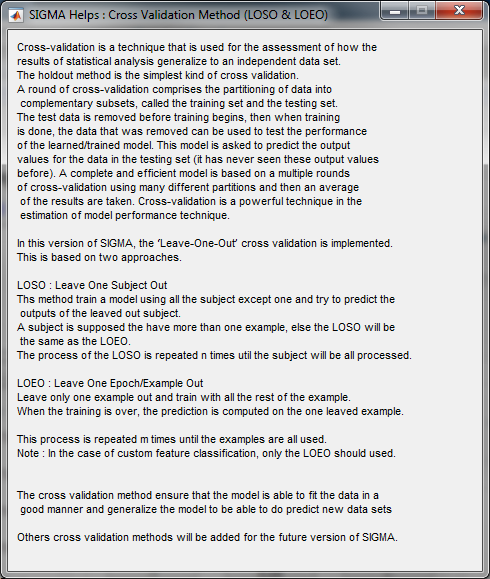 SIGMA Helps : Cross Validation Method (LOSO & LOEO)
Cross-validation is a technique that is used for the assessment of how the
results of statistical analysis generalize to an independent data set.
The holdout method is the simplest kind of cross validation.
A round of cross-validation comprises the partitioning of data into
complementary subsets, called the training set and the testing set.
The test data is removed before training begins, then when training
is done, the data that was removed can be used to test the performance
of the learned/trained model. This model is asked to predict the output
values for the data in the testing set (it has never seen these output values
before). A complete and efficient model is based on a multiple rounds
of cross-validation using many different partitions and then an average
of the results are taken. Cross-validation is a powerful technique in the
estimation of model performance technique.
In this version of SIGMA, the 'Leave-One-Out' cross validation is implemented.
This is based on two approaches.
LOSO : Leave One Subject Out
Ths method train a model using all the subject except one and try to predict the
outputs of the leaved out subject.
A subject is supposed the have more than one example, else the LOSO will be
the same as the LOEO.
The process of the LOSO is repeated n times util the subject will be all processed.
LOEO : Leave One Epoch/Example Out
Leave only one example out and train with all the rest of the example.
When the training is over, the prediction is computed on the one leaved example.
This process is repeated m times until the examples are all used.
Note : In the case of custom feature classification, only the LOEO should used.
The cross validation method ensure that the model is able to fit the data in a
good manner and generalize the model to be able to do predict new data sets
Others cross validation methods will be added for the future version of SIGMA.